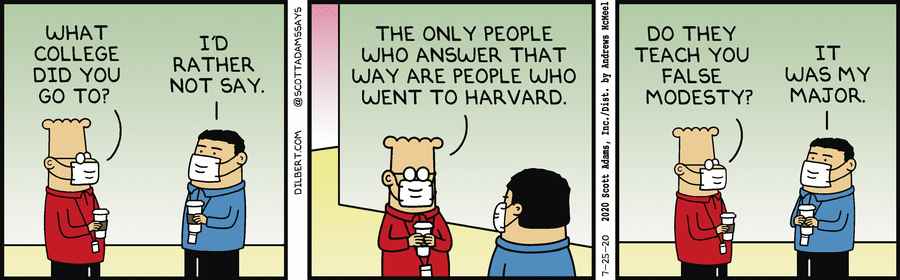 WHAT
COLLEGE
DID YOU
GO TO?
I'D
RATHER
NOT SAY.
DILBERT.COM @SCOTTADAMSSAYS
THE ONLY PEOPLE
WHO ANSWER THAT
WAY ARE PEOPLE WHO
WENT TO HARVARD.
7-25-20 2020 Scott Adams, Inc./Dist. by Andrews McMeel
DO THEY
TEACH YOU
FALSE
MODESTY?
IT
WAS MY
MAJOR.